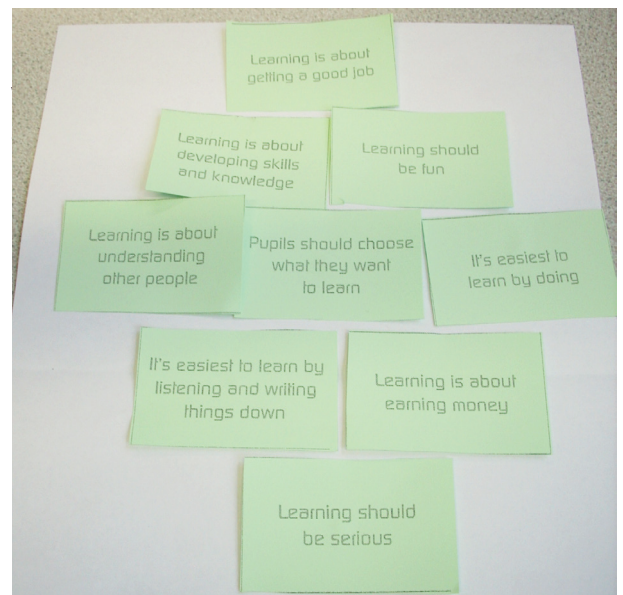 Learning is about
getting a good job
Learning is about
developing skills
and knowledge
Learning should
be fun
Learning is about
understanding
other people
Pupils should choose
what they want
to learn
It's easiest to
learn by doing
It's easiest to learn by
listening and writing
things down
Learning is about
earning money
Learning should
be serious